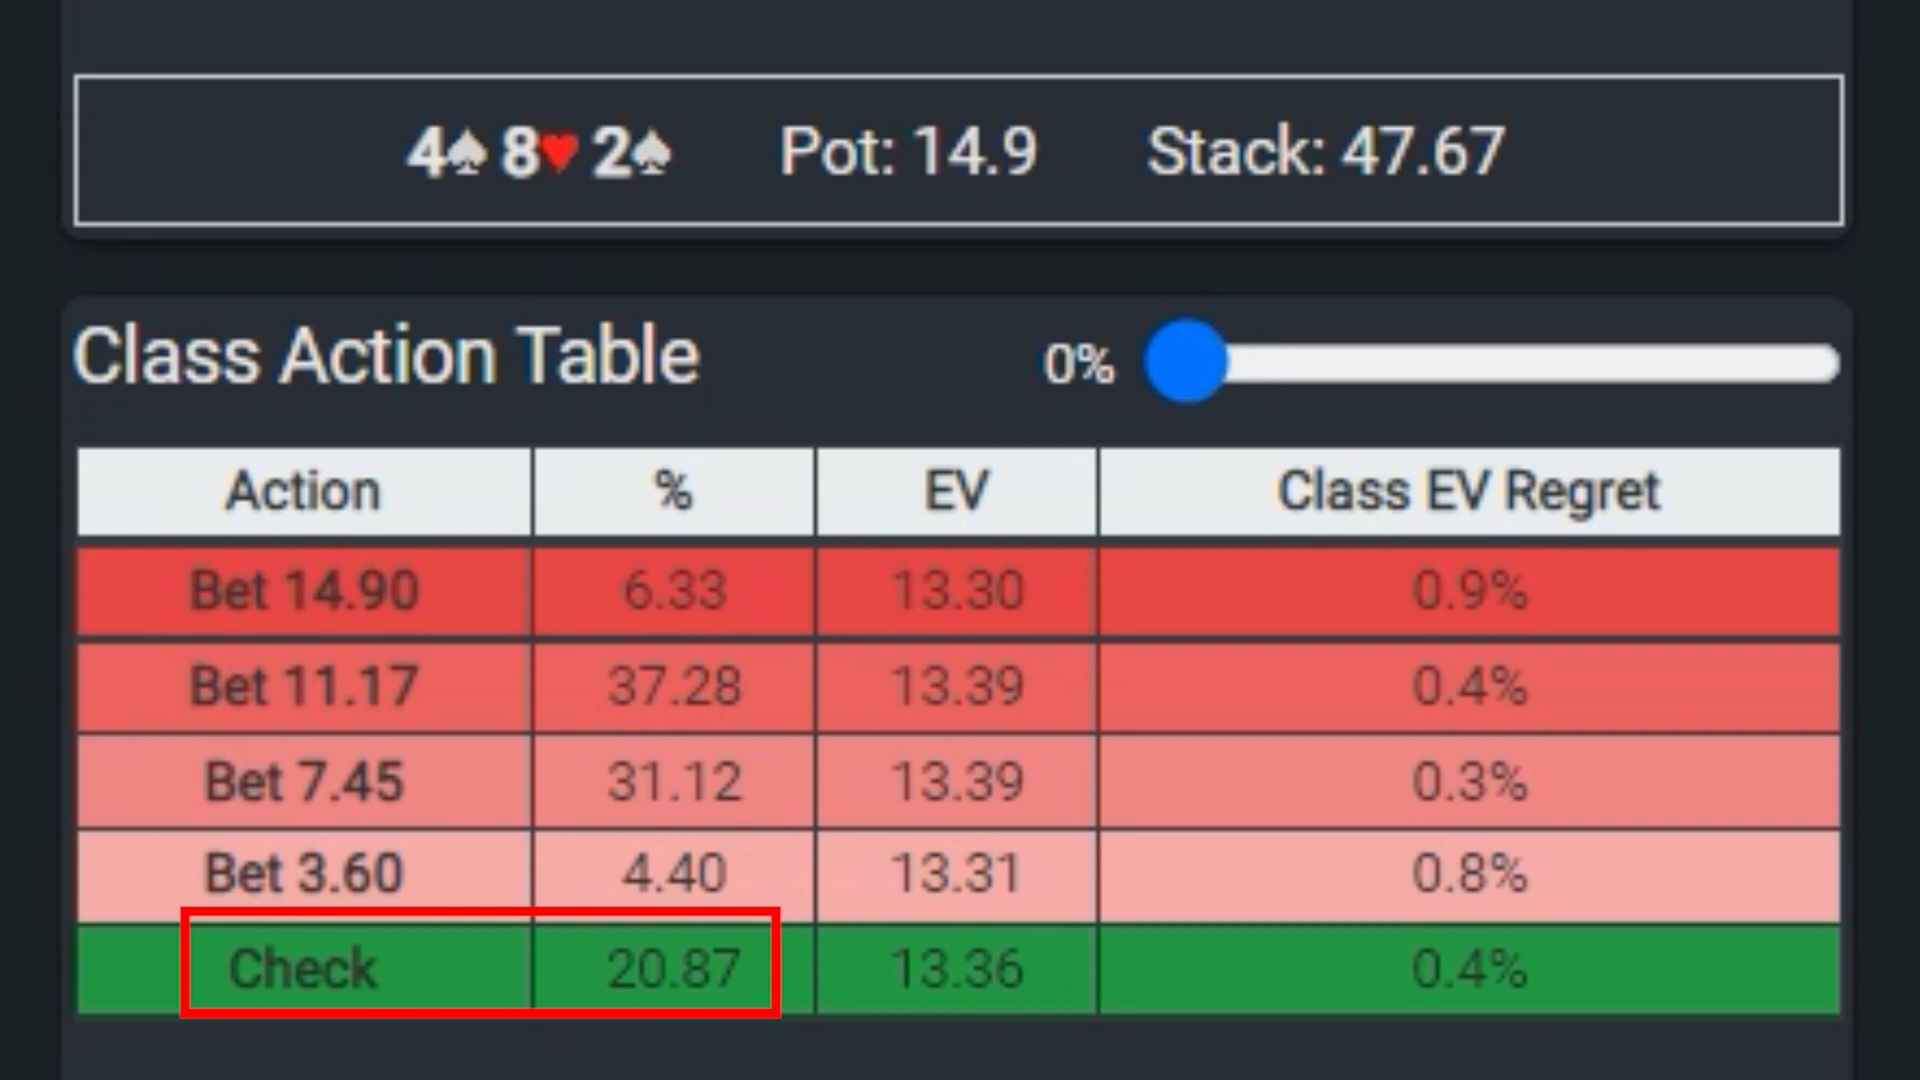 4♠ 8♥ 2♠ Pot: 14.9 Stack: 47.67
Class Action Table 0%
Action % EV Class EV Regret
Bet 14.90 6.33 13.30 0.9%
Bet 11.17 37.28 13.39 0.4%
Bet 7.45 31.12 13.39 0.3%
Bet 3.60 4.40 13.31 0.8%
Check 20.87 13.36 0.4%